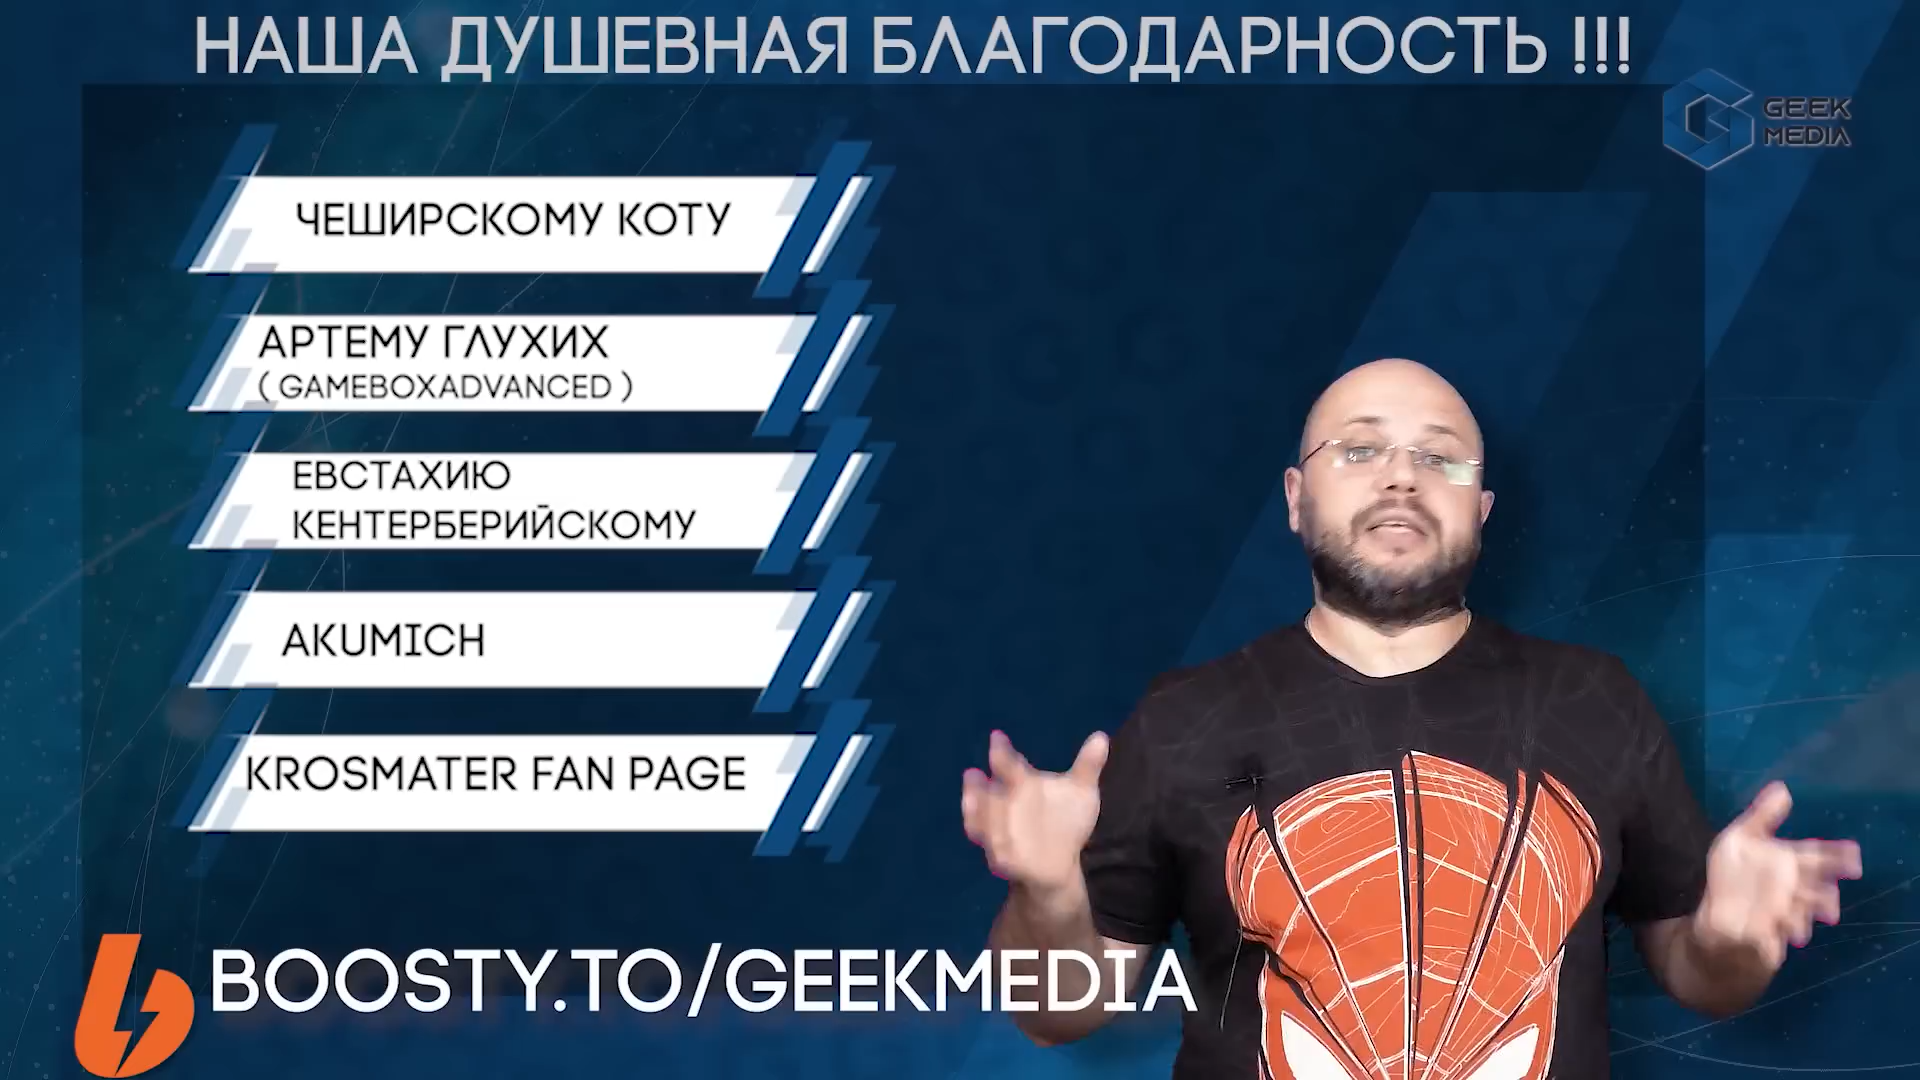 НАША ДУШЕВНАЯ БЛАГОДАРНОСТЬ !!!
GEEK
MEDIA
ЧЕШИРСКОМУ КОТУ
АРТЕМУ ГЛУХИХ
( GAMEBOXADVANCED )
ЕВСТАХИЮ
КЕНТЕРБЕРИЙСКОМУ
AKUMICH
KROSMATER FAN PAGE
BOOSTY.TO/GEEKMEDIA